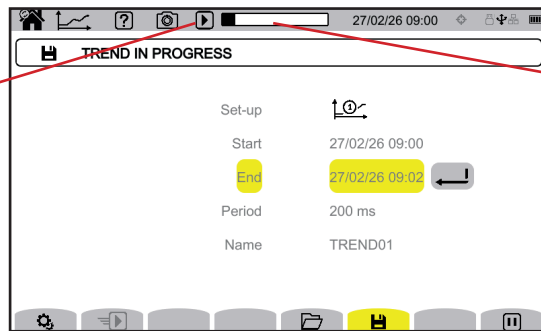 27/02/26 09:00
TREND IN PROGRESS
Set-up
Start 27/02/26 09:00
End 27/02/26 09:02
Period 200 ms
Name TREND01